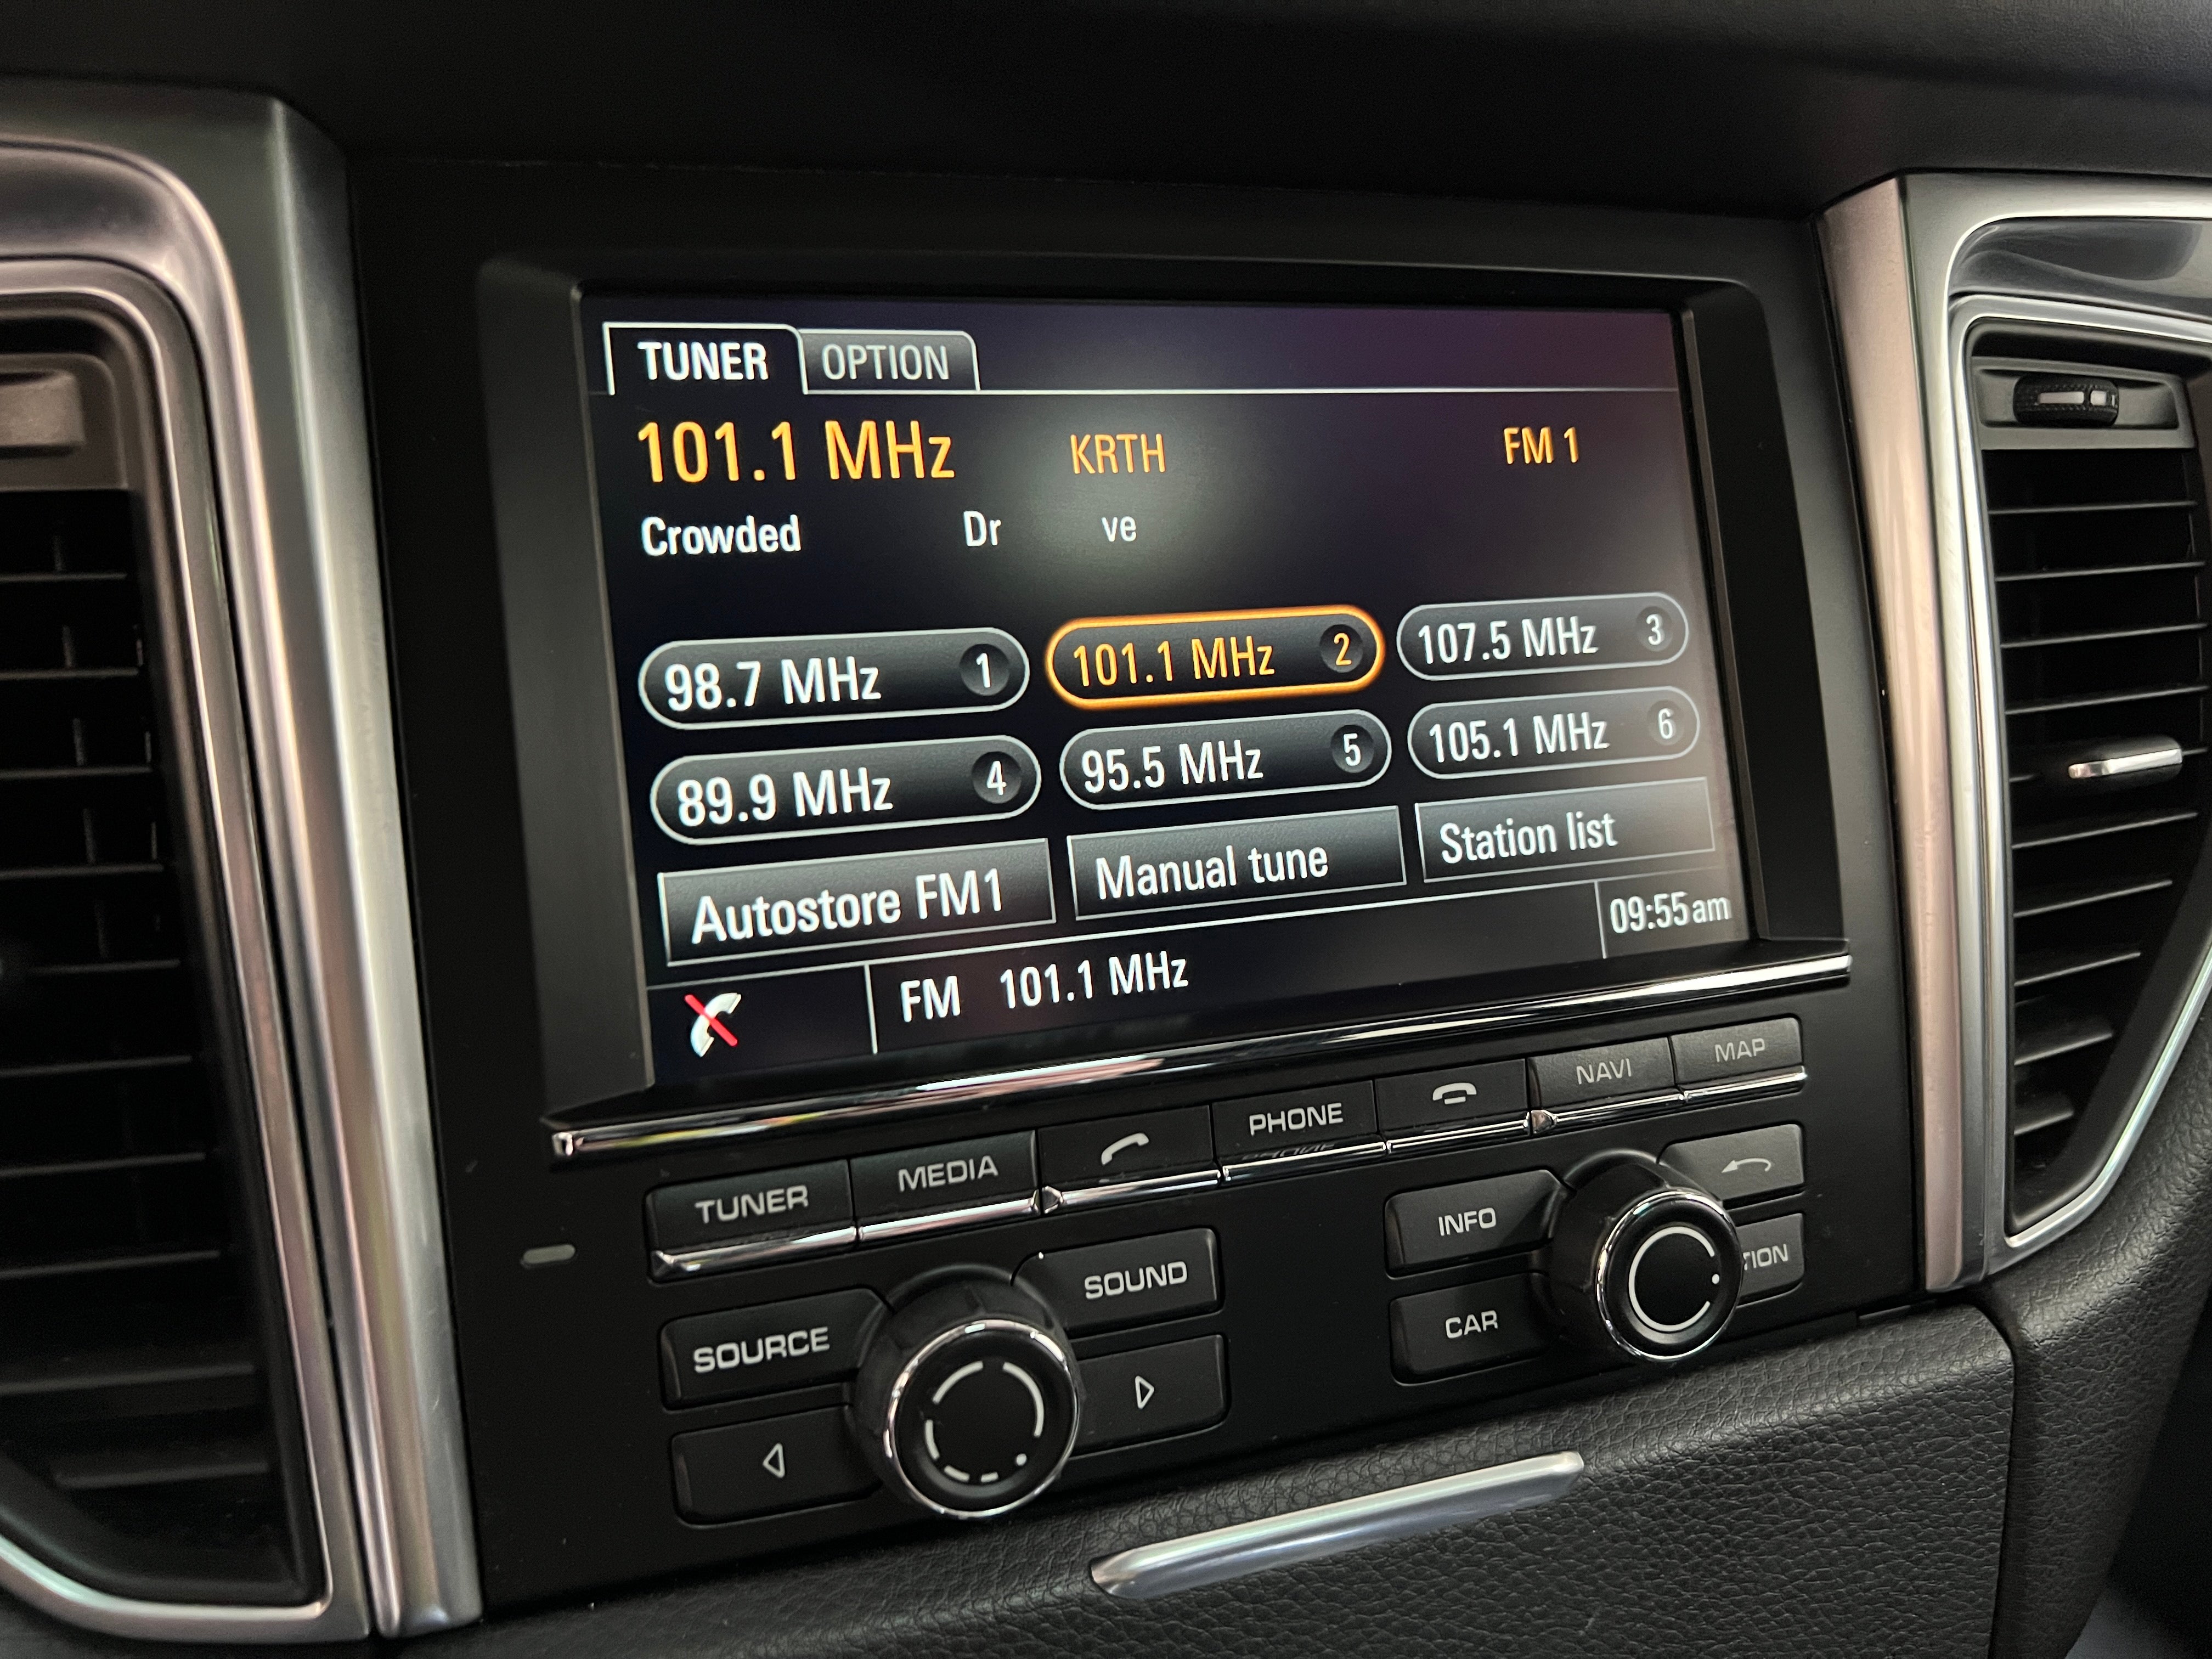 TUNER OPTION
101.1 MHz KRTH FM 1
Crowded Dr ve
98.7 MHz 1 101.1 MHz 2 107.5 MHz 3
89.9 MHz 4 95.5 MHz 5 105.1 MHz 6
Autostore FM1 Manual tune Station list
FM 101.1 MHz 09:55am
TUNER MEDIA PHONE NAVI MAP
SOURCE SOUND INFO
CAR TION